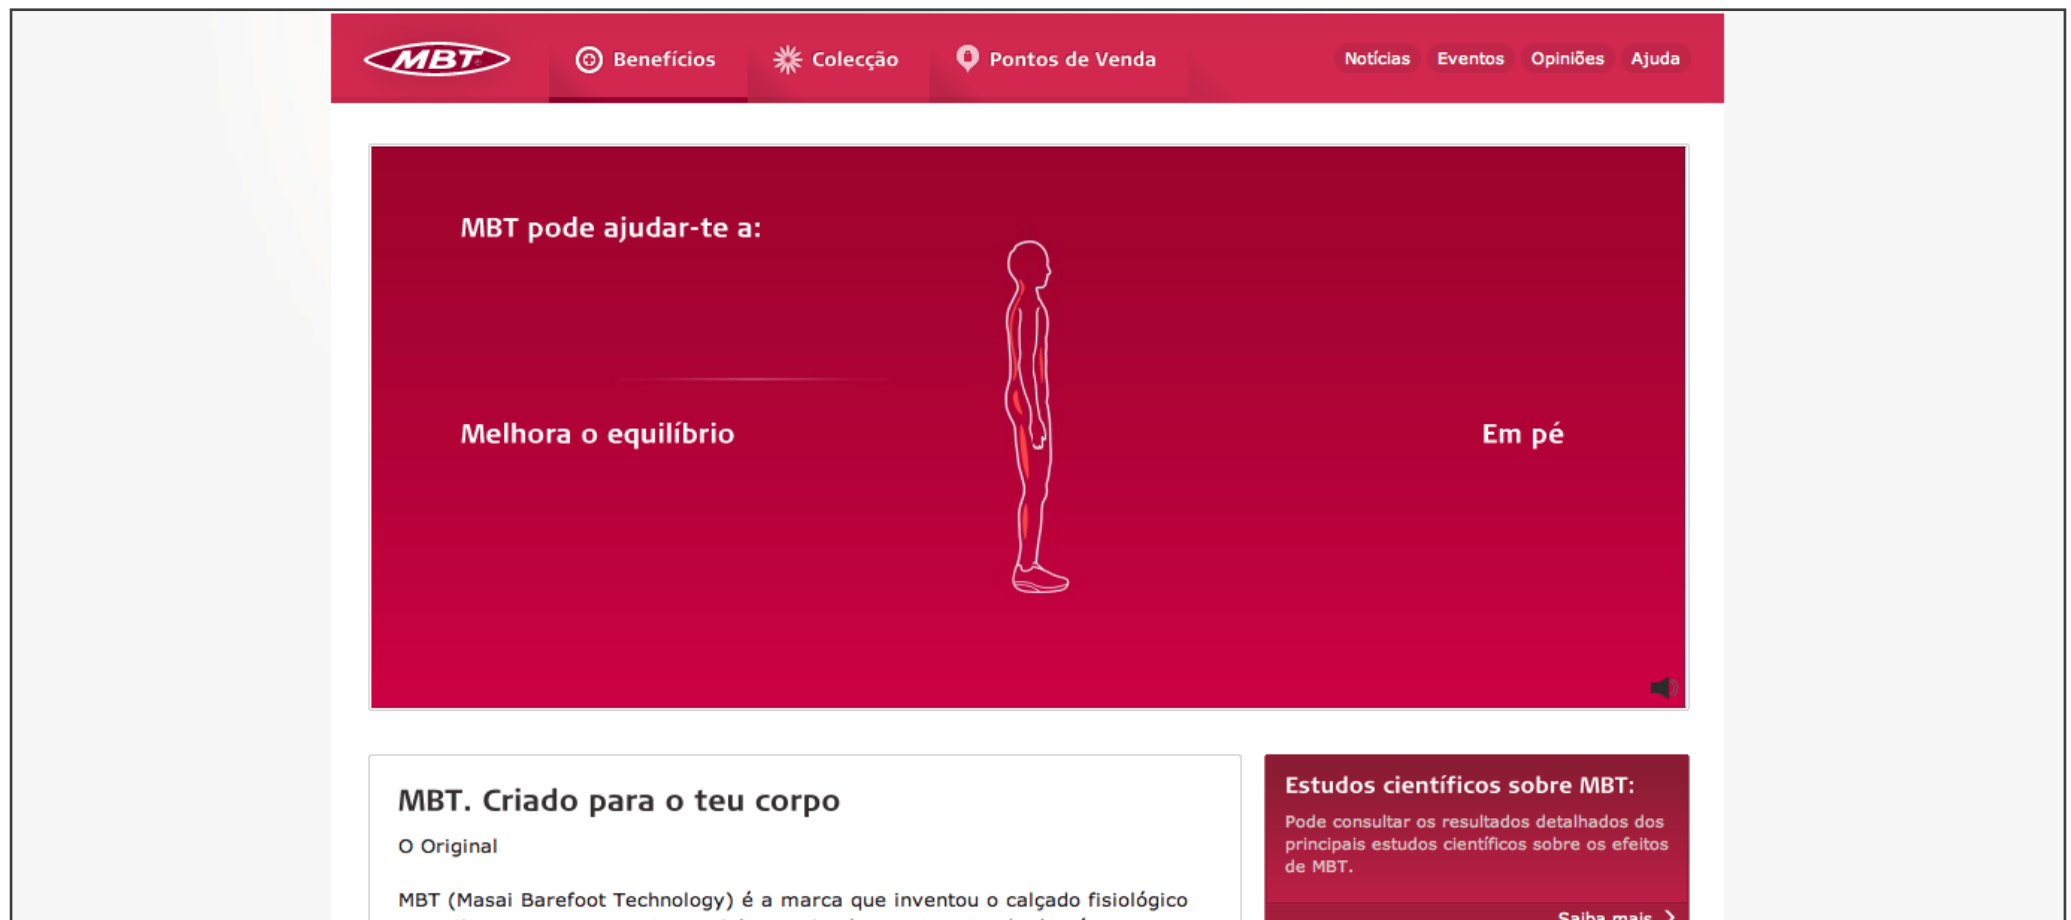 MBT
Benefícios
Colecção
Pontos de Venda
Notícias
Eventos
Opiniões
Ajuda
MBT pode ajudar-te a:
Melhora o equilíbrio
Em pé
MBT. Criado para o teu corpo
O Original
MBT (Masai Barefoot Technology) é a marca que inventou o calçado fisiológico
Estudos científicos sobre MBT:
Pode consultar os resultados detalhados dos
principais estudos científicos sobre os efeitos
de MBT.
Saiba mais